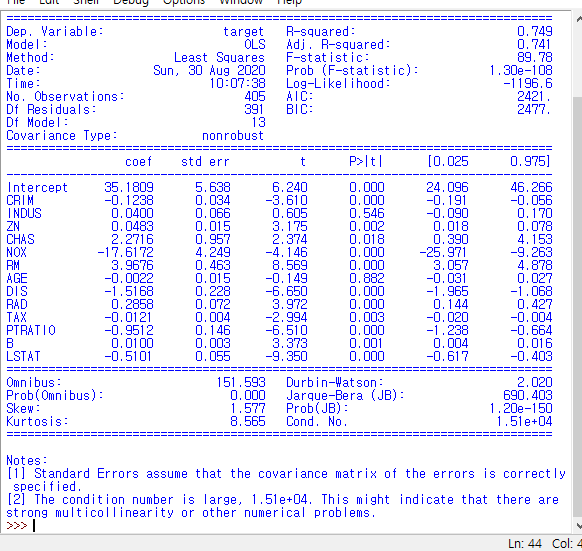 File Edit Shell Debug Options Window Help
Dep. Variable: target R-squared: 0.749
Model: OLS Adj. R-squared: 0.741
Method: Least Squares F-statistic: 89.78
Date: Sun, 30 Aug 2020 Prob (F-statistic): 1.30e-108
Time: 10:07:38 Log-Likelihood: -1196.6
No. Observations: 405 AIC: 2421.
Df Residuals: 391 BIC: 2477.
Df Model: 13
Covariance Type: nonrobust
coef std err t P>|t| [0.025 0.975]
Intercept 35.1809 5.638 6.240 0.000 24.096 46.266
CRIM -0.1238 0.034 -3.610 0.000 -0.191 -0.056
INDUS 0.0400 0.066 0.605 0.546 -0.090 0.170
ZN 0.0483 0.015 3.175 0.002 0.018 0.078
CHAS 2.2716 0.957 2.374 0.018 0.390 4.153
NOX -17.6172 4.249 -4.146 0.000 -25.971 -9.263
RM 3.9676 0.463 8.569 0.000 3.057 4.878
AGE -0.0022 0.015 -0.149 0.882 -0.031 0.027
DIS -1.5168 0.228 -6.650 0.000 -1.965 -1.068
RAD 0.2858 0.072 3.972 0.000 0.144 0.427
TAX -0.0121 0.004 -2.994 0.003 -0.020 -0.004
PTRATIO -0.9512 0.146 -6.510 0.000 -1.238 -0.664
B 0.0100 0.003 3.373 0.001 0.004 0.016
LSTAT -0.5101 0.055 -9.350 0.000 -0.617 -0.403
Omnibus: 151.593 Durbin-Watson: 2.020
Prob(Omnibus): 0.000 Jarque-Bera (JB): 690.403
Skew: 1.577 Prob(JB): 1.20e-150
Kurtosis: 8.565 Cond. No. 1.51e+04
Notes:
[1] Standard Errors assume that the covariance matrix of the errors is correctly
specified.
[2] The condition number is large, 1.51e+04. This might indicate that there are
strong multicollinearity or other numerical problems.
>>>
Ln: 44 Col: 4